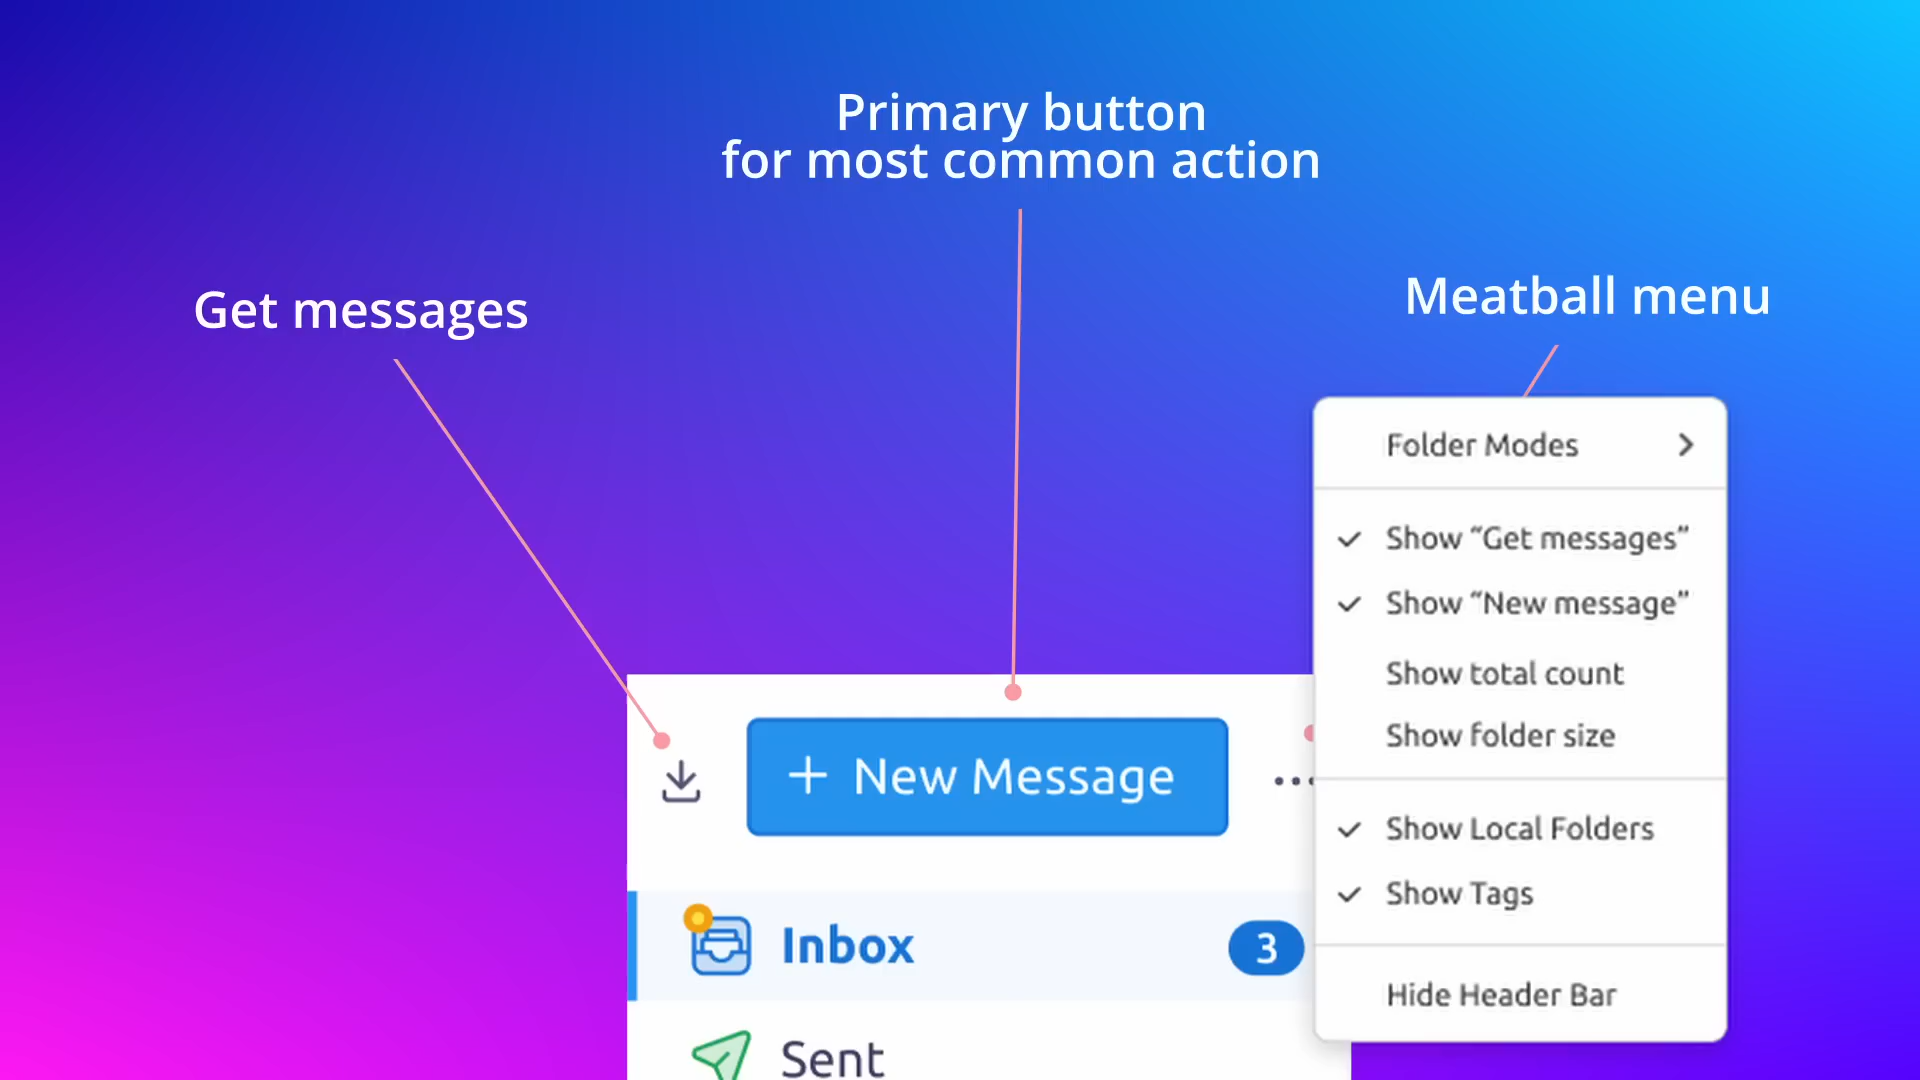 Primary button
for most common action
Get messages
Meatball menu
Folder Modes
Show “Get messages”
Show “New message”
Show total count
Show folder size
Show Local Folders
Show Tags
Hide Header Bar
New Message
Inbox
3
Sent